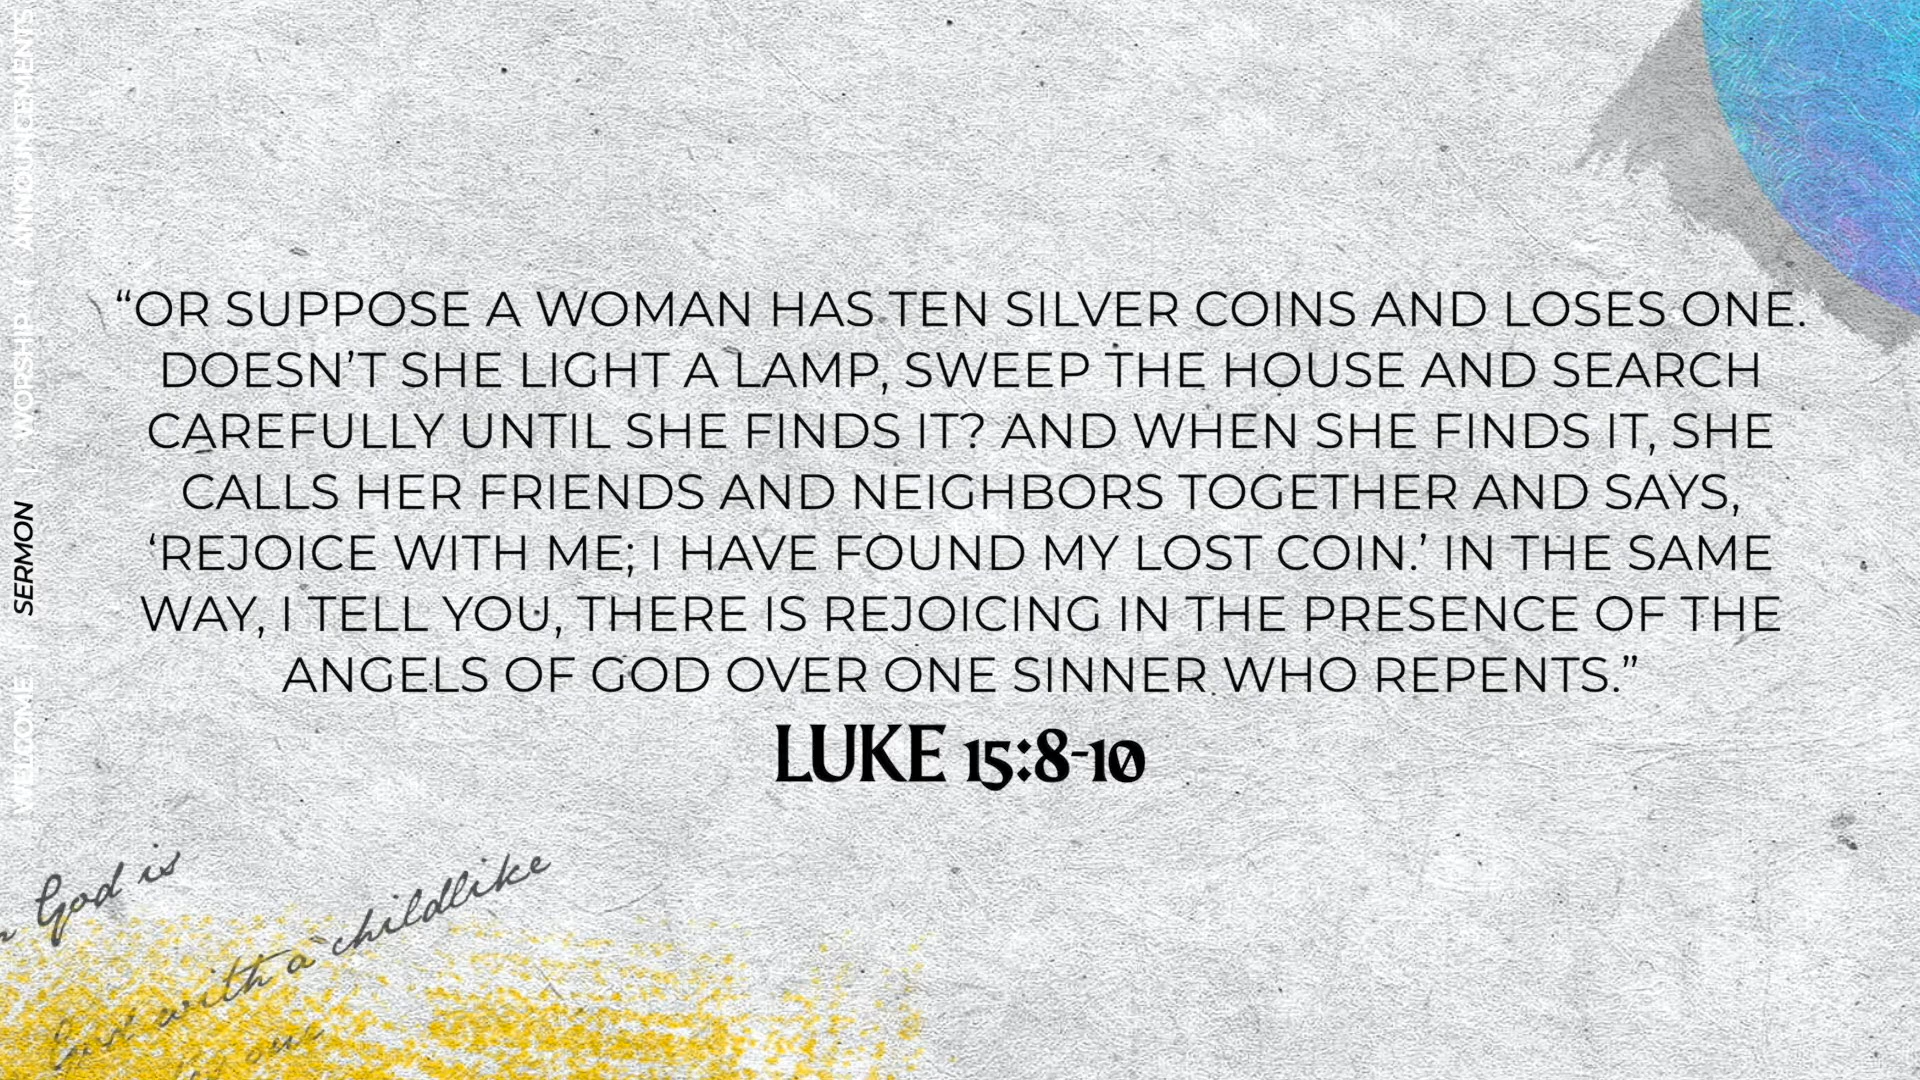 “OR SUPPOSE A WOMAN HAS TEN SILVER COINS AND LOSES ONE.
DOESN’T SHE LIGHT A LAMP, SWEEP THE HOUSE AND SEARCH
CAREFULLY UNTIL SHE FINDS IT? AND WHEN SHE FINDS IT, SHE
CALLS HER FRIENDS AND NEIGHBORS TOGETHER AND SAYS,
‘REJOICE WITH ME; I HAVE FOUND MY LOST COIN.’ IN THE SAME
WAY, I TELL YOU, THERE IS REJOICING IN THE PRESENCE OF THE
ANGELS OF GOD OVER ONE SINNER WHO REPENTS.”
LUKE 15:8-10
WELCOME | SERMON | WORSHIP | ANNOUNCEMENTS
God is
God with a childlike